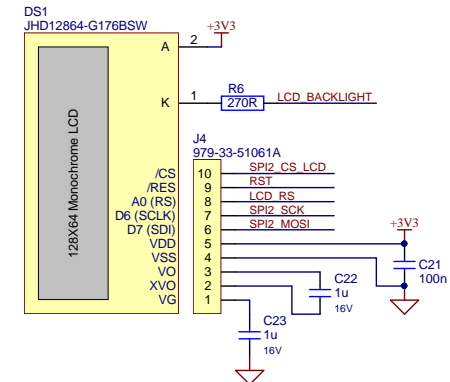 DS1
JHD12864-G176BSW
+3V3
A 2
K 1
R6
270R
LCD_BACKLIGHT
128X64 Monochrome LCD
J4
979-33-51061A
/CS 10 SPI2_CS_LCD
/RES 9 RST
A0 (RS) 8 LCD_RS
D6 (SCLK) 7 SPI2_SCK
D7 (SDI) 6 SPI2_MOSI
VDD 5
VSS 4
VO 3
XVO 2
VG 1
+3V3
C21
100n
C22
1u
16V
C23
1u
16V